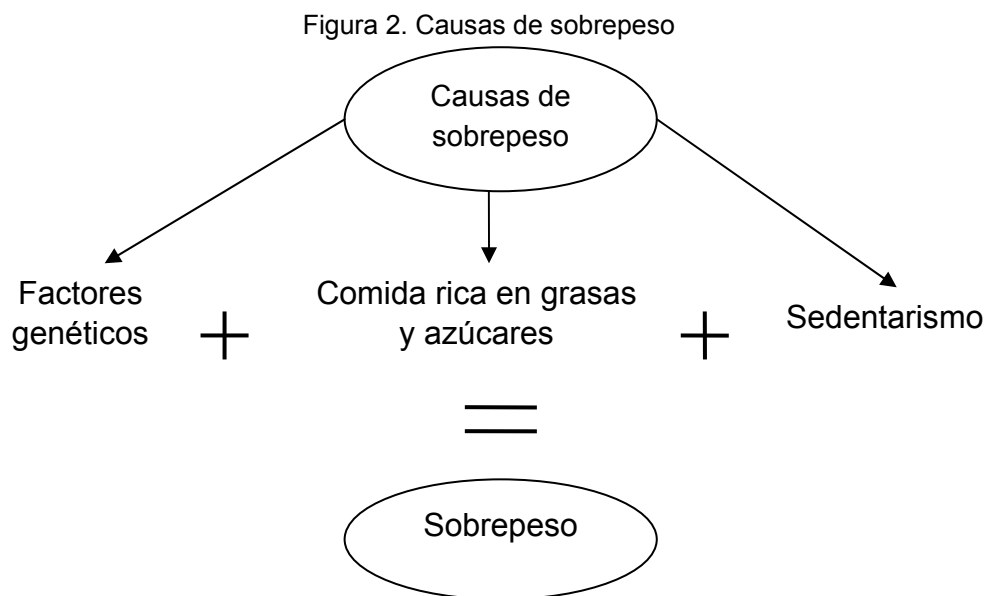 Figura 2. Causas de sobrepeso
Causas de
sobrepeso
Factores
genéticos
+
Comida rica en grasas
y azúcares
+
Sedentarismo
=
Sobrepeso